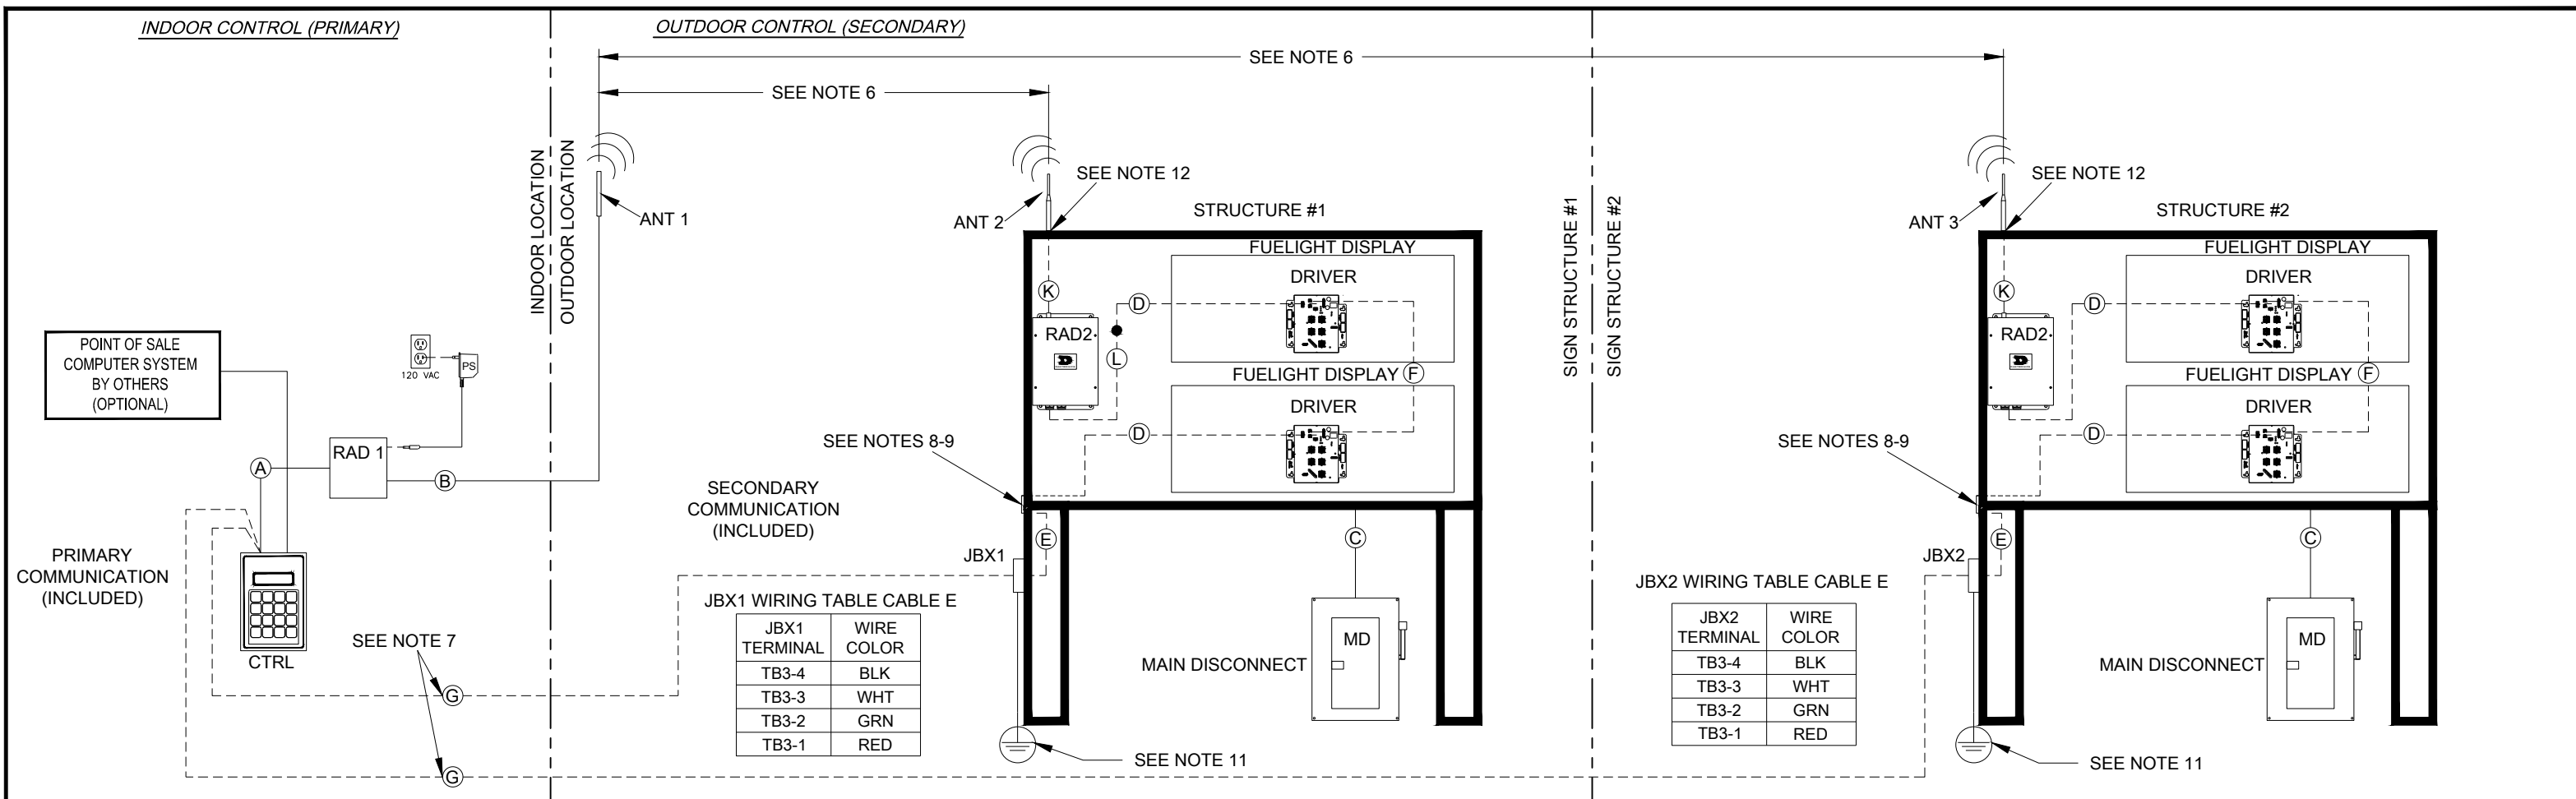 INDOOR CONTROL (PRIMARY)
OUTDOOR CONTROL (SECONDARY)
SEE NOTE 6
SEE NOTE 6
INDOOR LOCATION
OUTDOOR LOCATION
ANT 1
ANT 2
SEE NOTE 12
STRUCTURE #1
SIGN STRUCTURE #1
SIGN STRUCTURE #2
ANT 3
SEE NOTE 12
STRUCTURE #2
POINT OF SALE
COMPUTER SYSTEM
BY OTHERS
(OPTIONAL)
120 VAC
PS
RAD 1
A
B
PRIMARY
COMMUNICATION
(INCLUDED)
CTRL
SEE NOTE 7
G
G
SECONDARY
COMMUNICATION
(INCLUDED)
SEE NOTES 8-9
K
RAD2
D
L
FUELIGHT DISPLAY
DRIVER
FUELIGHT DISPLAY
F
DRIVER
D
E
JBX1
C
MAIN DISCONNECT
MD
JBX1 WIRING TABLE CABLE E
JBX1 TERMINAL WIRE COLOR
TB3-4 BLK
TB3-3 WHT
TB3-2 GRN
TB3-1 RED
SEE NOTE 11
SEE NOTES 8-9
K
RAD2
D
FUELIGHT DISPLAY
DRIVER
FUELIGHT DISPLAY
F
DRIVER
D
E
JBX2
C
MAIN DISCONNECT
MD
JBX2 WIRING TABLE CABLE E
JBX2 TERMINAL WIRE COLOR
TB3-4 BLK
TB3-3 WHT
TB3-2 GRN
TB3-1 RED
SEE NOTE 11